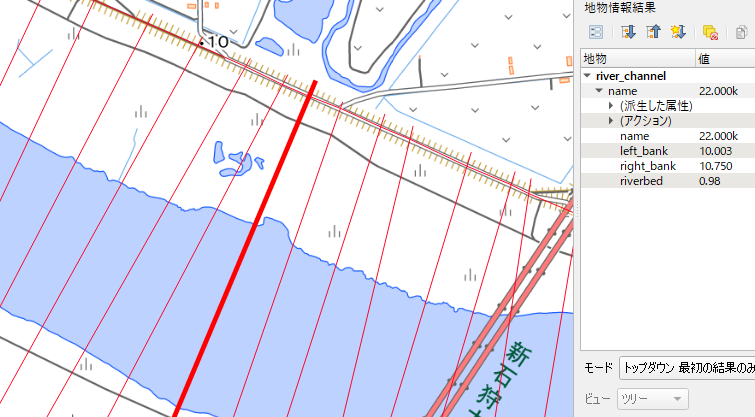 10
新石狩
地物情報結果
地物 値
river_channel
name 22.000k
(派生した属性)
(アクション)
name 22.000k
left_bank 10.003
right_bank 10.750
riverbed 0.98
モード トップダウン 最初の結果のみ
ビュー ツリー